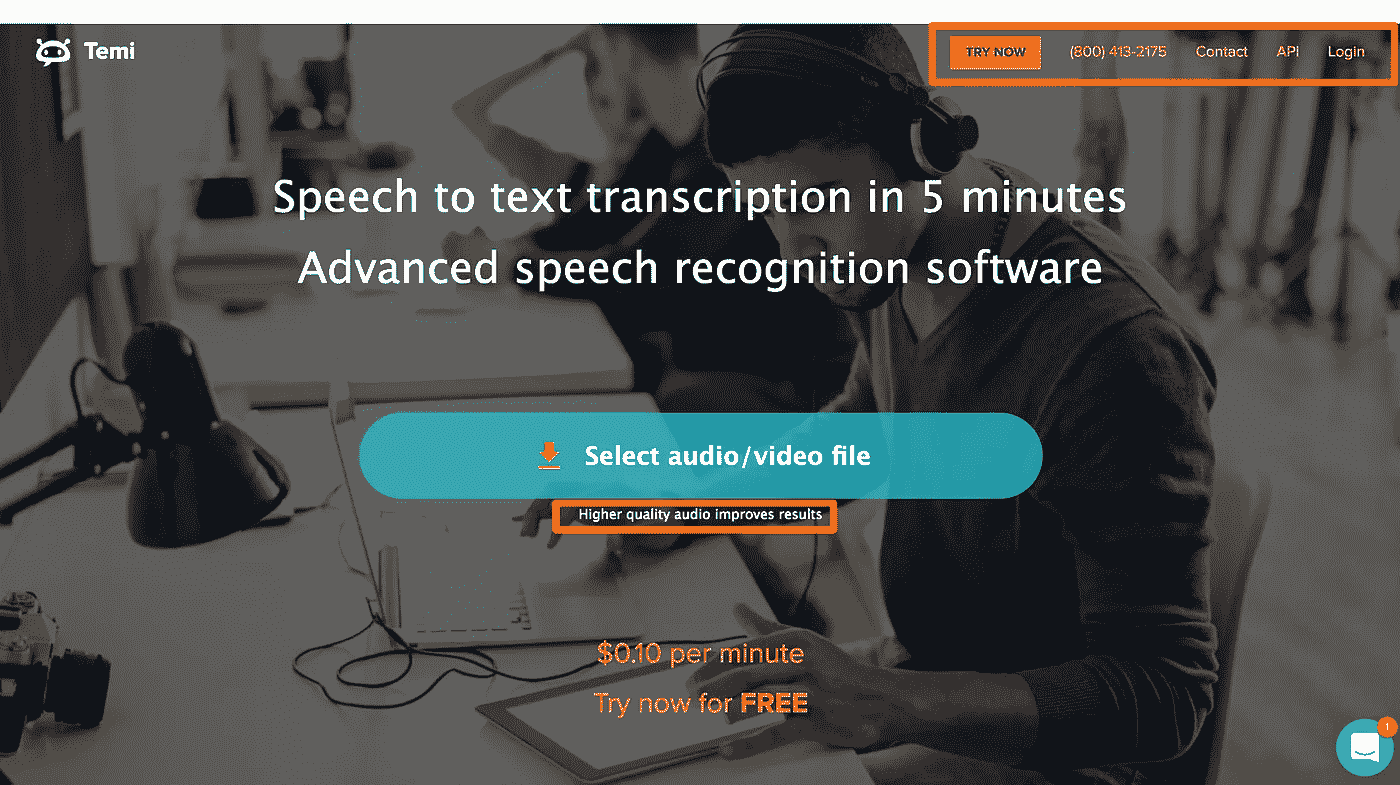 Temi
TRY NOW (800) 413-2175 Contact API Login
Speech to text transcription in 5 minutes
Advanced speech recognition software
Select audio/video file
Higher quality audio improves results
$0.10 per minute
Try now for FREE
1